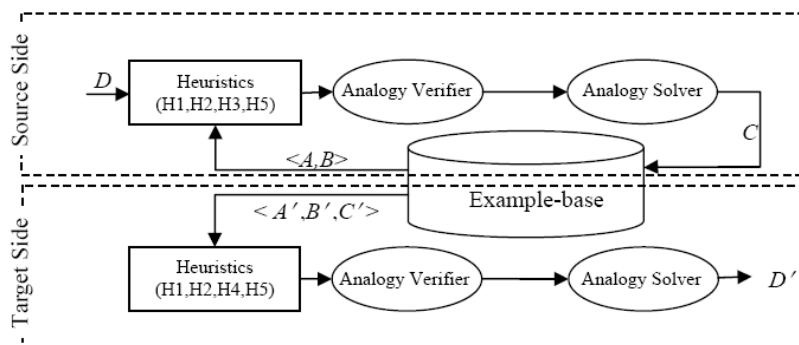 Source Side
D
Heuristics
(H1,H2,H3,H5)
Analogy Verifier
Analogy Solver
C
<A,B>
Example-base
Target Side
< A′,B′,C′>
Heuristics
(H1,H2,H4,H5)
Analogy Verifier
Analogy Solver
D′